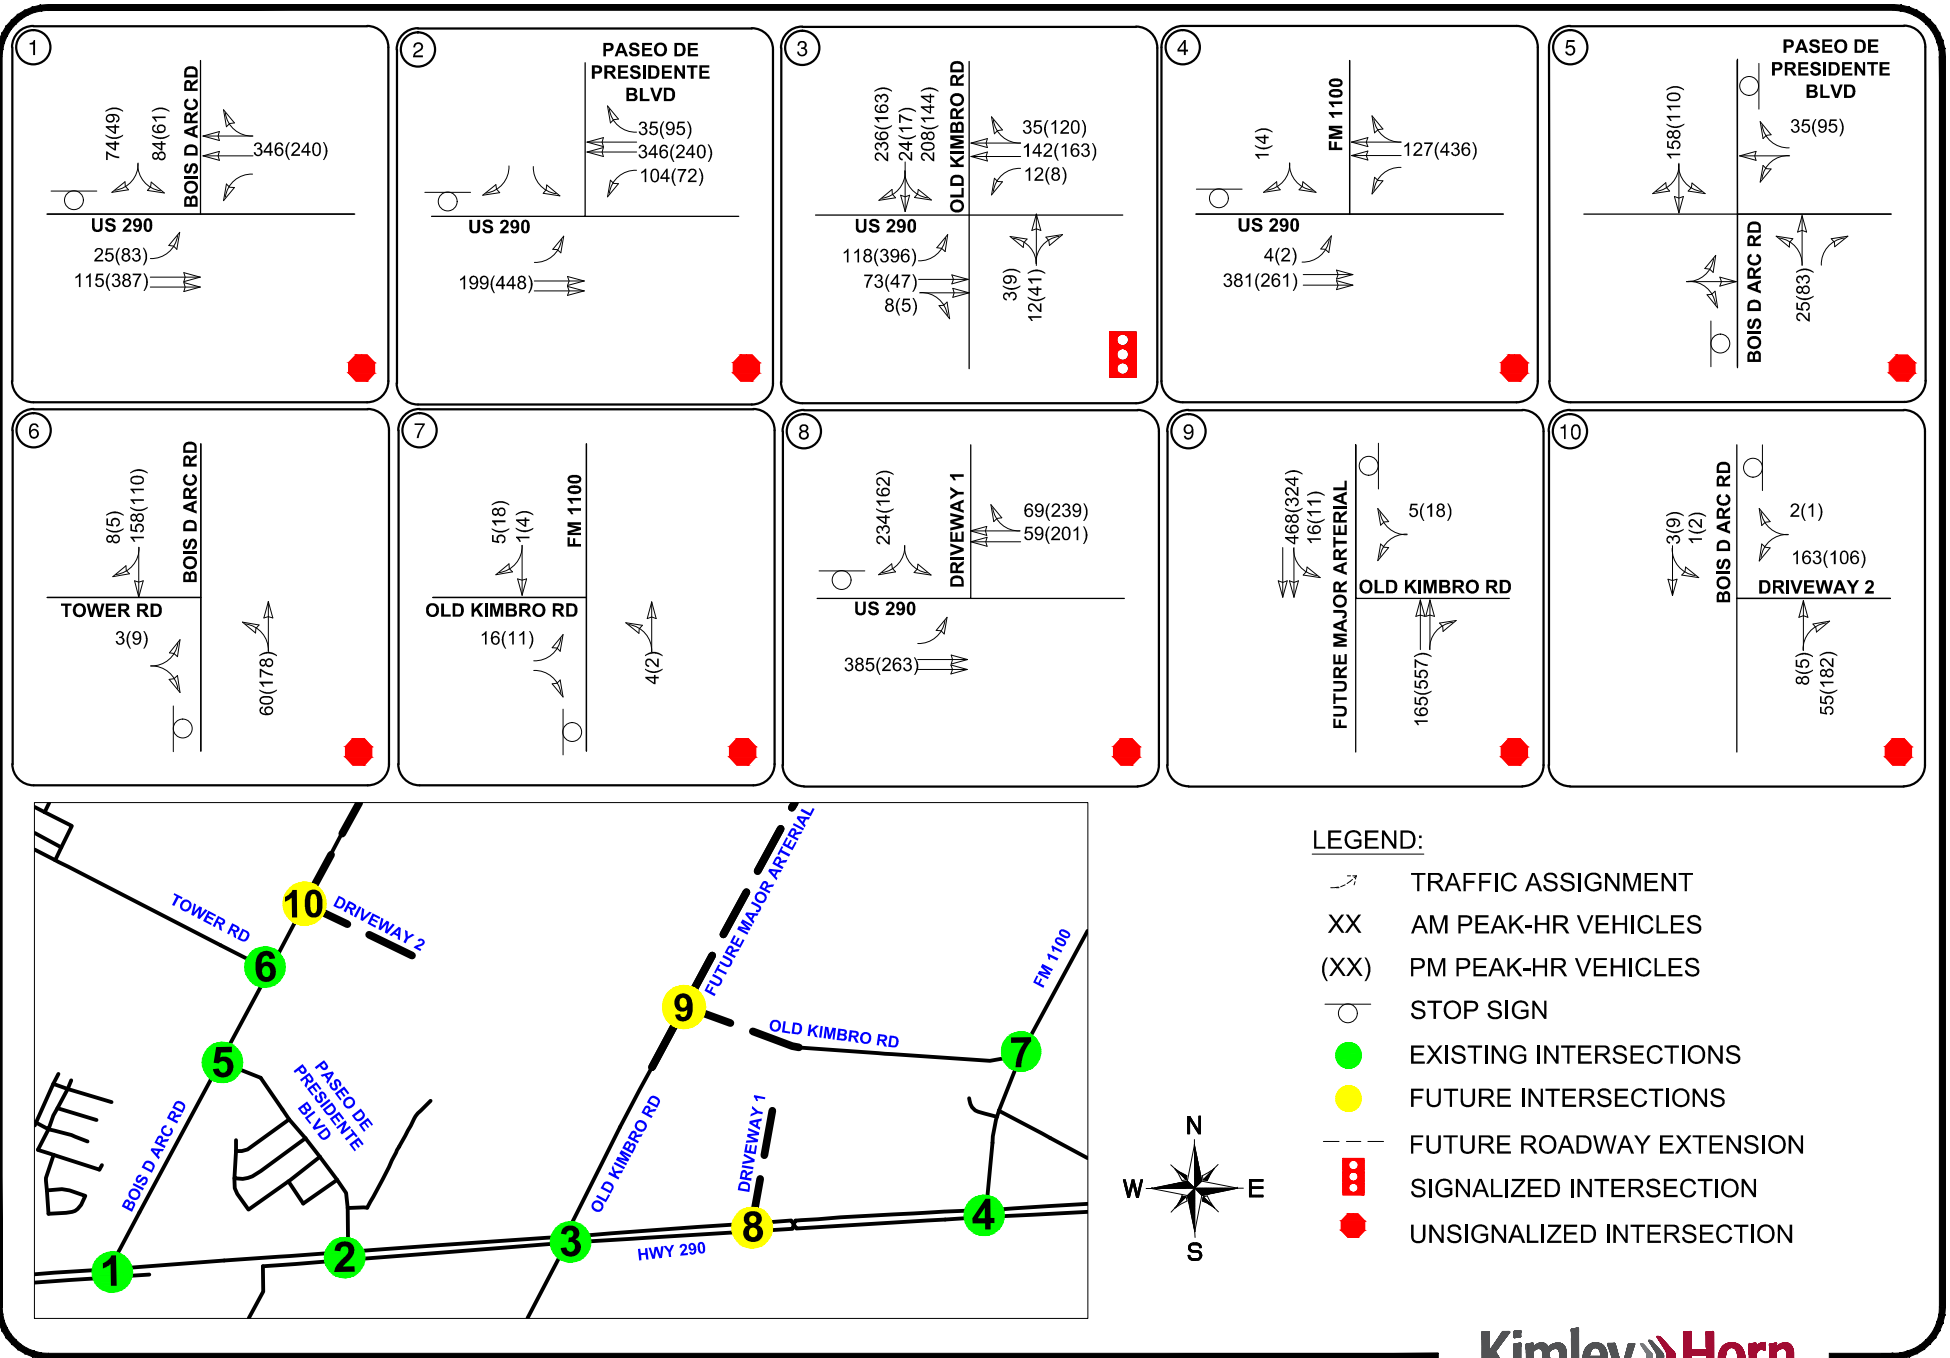 1
BOIS D ARC RD
74(49)
84(61)
346(240)
US 290
25(83)
115(387)
2
PASEO DE
PRESIDENTE
BLVD
35(95)
346(240)
104(72)
US 290
199(448)
3
OLD KIMBRO RD
236(163)
24(17)
208(144)
35(120)
142(163)
12(8)
US 290
118(396)
73(47)
8(5)
3(9)
12(41)
4
FM 1100
1(4)
127(436)
US 290
4(2)
381(261)
5
PASEO DE
PRESIDENTE
BLVD
158(110)
35(95)
BOIS D ARC RD
25(83)
6
BOIS D ARC RD
8(5)
158(110)
TOWER RD
3(9)
60(178)
7
FM 1100
5(18)
1(4)
OLD KIMBRO RD
16(11)
4(2)
8
DRIVEWAY 1
234(162)
69(239)
59(201)
US 290
385(263)
9
FUTURE MAJOR ARTERIAL
468(324)
16(11)
5(18)
OLD KIMBRO RD
165(557)
10
BOIS D ARC RD
3(9)
1(2)
2(1)
163(106)
DRIVEWAY 2
8(5)
55(182)
TOWER RD
10
DRIVEWAY 2
6
5
BOIS D ARC RD
PASEO DE
PRESIDENTE
BLVD
1
2
3
OLD KIMBRO RD
HWY 290
DRIVEWAY 1
8
9
FUTURE MAJOR ARTERIAL
OLD KIMBRO RD
FM 1100
7
4
N
W
E
S
LEGEND:
TRAFFIC ASSIGNMENT
XX AM PEAK-HR VEHICLES
(XX) PM PEAK-HR VEHICLES
STOP SIGN
EXISTING INTERSECTIONS
FUTURE INTERSECTIONS
FUTURE ROADWAY EXTENSION
SIGNALIZED INTERSECTION
UNSIGNALIZED INTERSECTION
Kimley»Horn